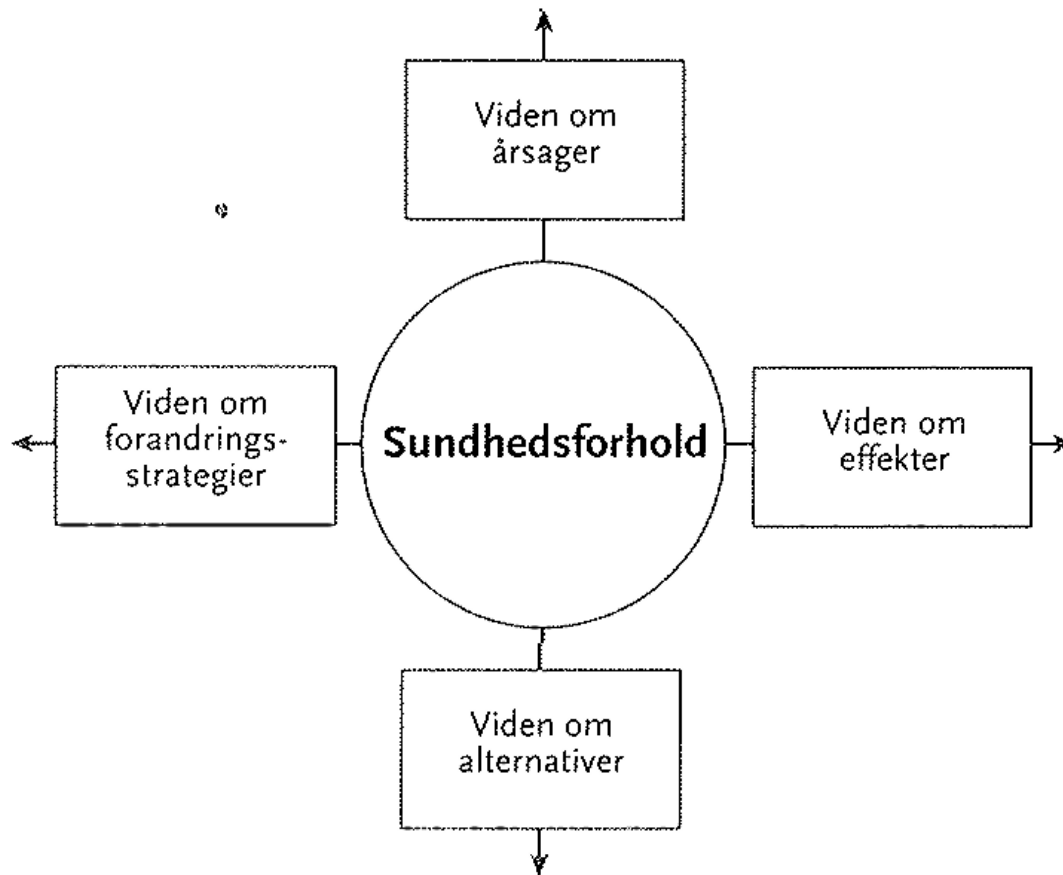 Viden om
årsager
Viden om
forandrings-
strategier
Sundhedsforhold
Viden om
effekter
Viden om
alternativer